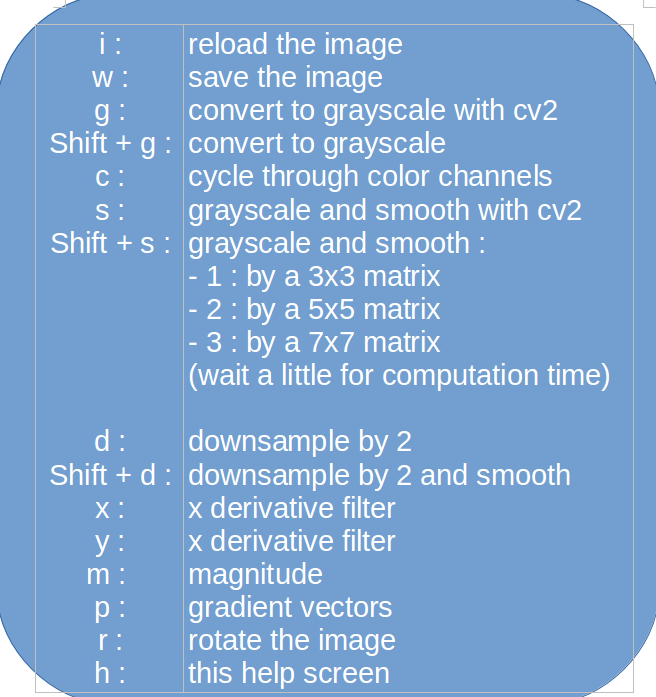 i : reload the image
w : save the image
g : convert to grayscale with cv2
Shift + g : convert to grayscale
c : cycle through color channels
s : grayscale and smooth with cv2
Shift + s : grayscale and smooth :
- 1 : by a 3x3 matrix
- 2 : by a 5x5 matrix
- 3 : by a 7x7 matrix
(wait a little for computation time)
d : downsample by 2
Shift + d : downsample by 2 and smooth
x : x derivative filter
y : x derivative filter
m : magnitude
p : gradient vectors
r : rotate the image
h : this help screen